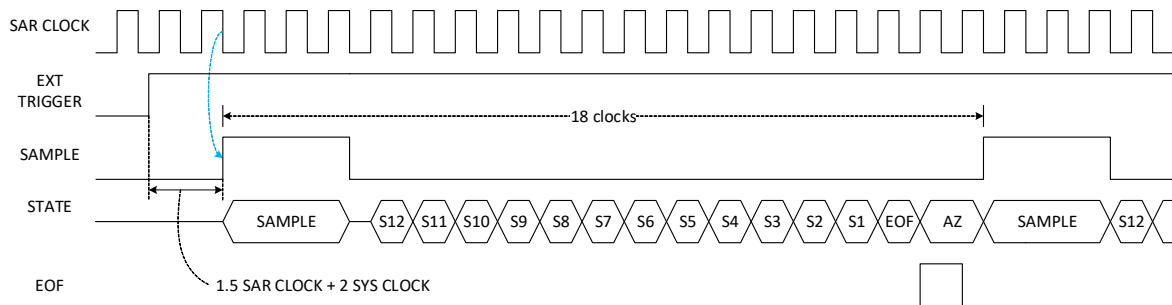 SAR CLOCK
EXT
TRIGGER
18 clocks
SAMPLE
STATE
SAMPLE S12 S11 S10 S9 S8 S7 S6 S5 S4 S3 S2 S1 EOF AZ SAMPLE S12
1.5 SAR CLOCK + 2 SYS CLOCK
EOF